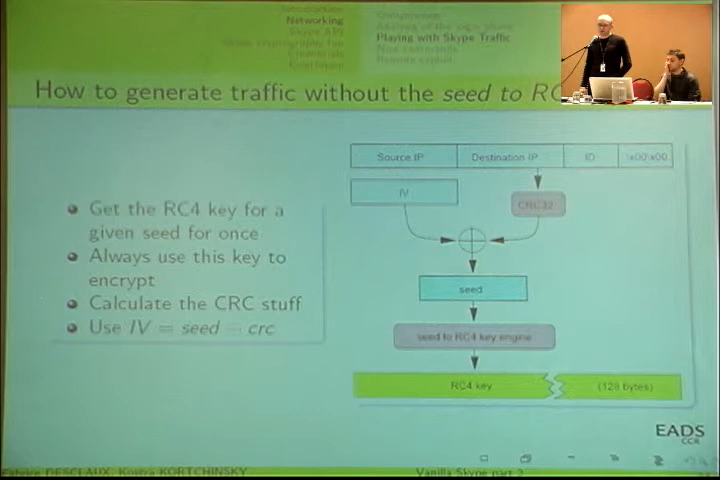 Networking
Skype API
Playing with Skype Traffic
How to generate traffic without the seed to RC
Source IP
Destination IP
ID
\x00\x00
IV
CRC32
Get the RC4 key for a
given seed for once
Always use this key to
encrypt
Calculate the CRC stuff
Use IV = seed − crc
seed
seed to RC4 key engine
RC4 key
(128 bytes)
EADS
CCR
Fabrice DESCLAUX, Kostya KORTCHINSKY
Vanilla Skype part 2